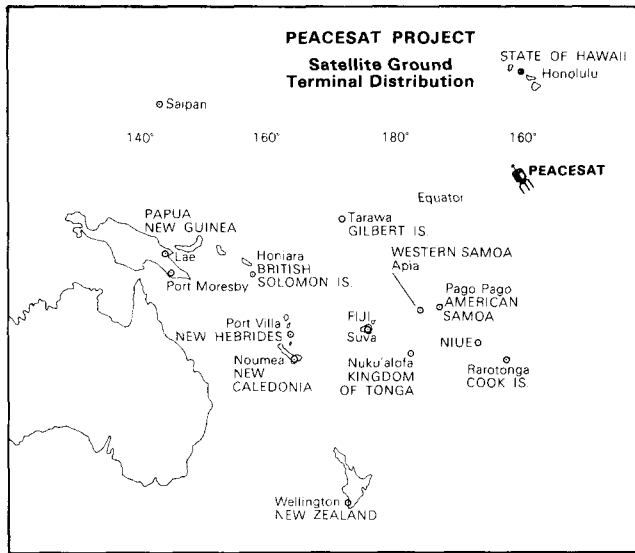 PEACESAT PROJECT
Satellite Ground
Terminal Distribution
STATE OF HAWAII
Honolulu
Saipan
140°
160°
180°
160°
PEACESAT
Equator
PAPUA
NEW GUINEA
Lae
Port Moresby
Honiara
BRITISH
SOLOMON IS.
Tarawa
GILBERT IS.
WESTERN SAMOA
Apia
Pago Pago
AMERICAN
SAMOA
Port Villa
NEW HEBRIDES
FIJI
Suva
NIUE
Noumea
NEW
CALEDONIA
Nuku'alofa
KINGDOM
OF TONGA
Rarotonga
COOK IS.
Wellington
NEW ZEALAND